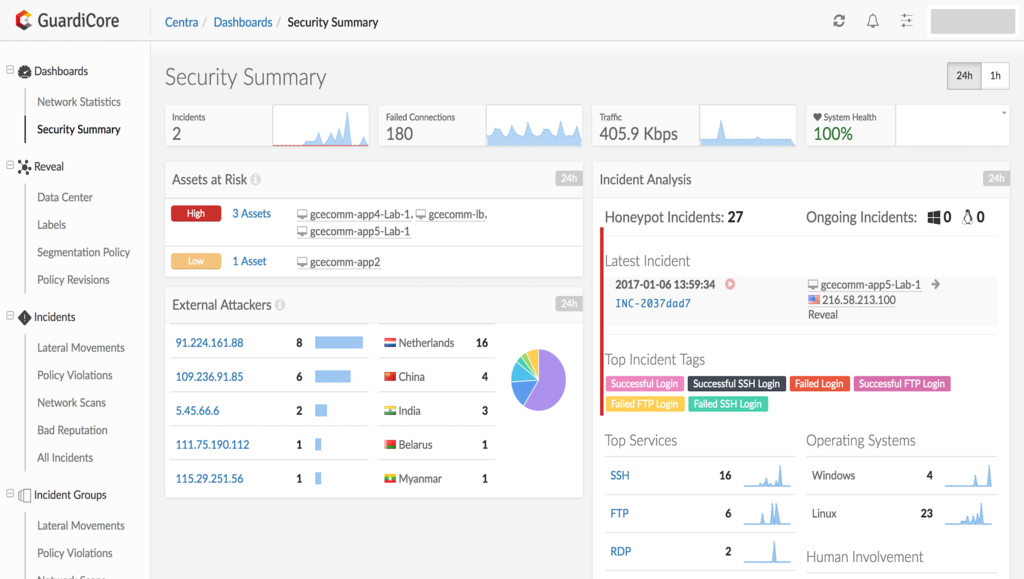 GuardiCore
Centra / Dashboards / Security Summary
Dashboards
Network Statistics
Security Summary
Reveal
Data Center
Labels
Segmentation Policy
Policy Revisions
Incidents
Lateral Movements
Policy Violations
Network Scans
Bad Reputation
All Incidents
Incident Groups
Lateral Movements
Policy Violations
Security Summary
24h 1h
Incidents
2
Failed Connections
180
Traffic
405.9 Kbps
System Health
100%
Assets at Risk 24h
High 3 Assets gcecomm-app4-Lab-1, gcecomm-lb,
gcecomm-app5-Lab-1
Low 1 Asset gcecomm-app2
External Attackers 24h
91.224.161.88 8 Netherlands 16
109.236.91.85 6 China 4
5.45.66.6 2 India 3
111.75.190.112 1 Belarus 1
115.29.251.56 1 Myanmar 1
Incident Analysis 24h
Honeypot Incidents: 27 Ongoing Incidents: 0 0
Latest Incident
2017-01-06 13:59:34 gcecomm-app5-Lab-1
INC-2037dad7 216.58.213.100
Reveal
Top Incident Tags
Successful Login Successful SSH Login Failed Login Successful FTP Login
Failed FTP Login Failed SSH Login
Top Services Operating Systems
SSH 16 Windows 4
FTP 6 Linux 23
RDP 2 Human Involvement